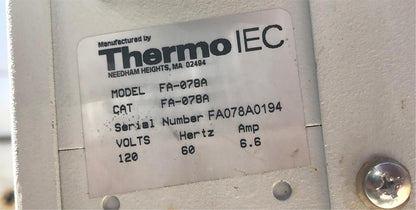 Manufactured by
Thermo IEC
NEEDHAM HEIGHTS, MA 02494
MODEL FA-078A
CAT FA-078A
Serial Number FA078A0194
VOLTS Hertz Amp
120 60 6.6